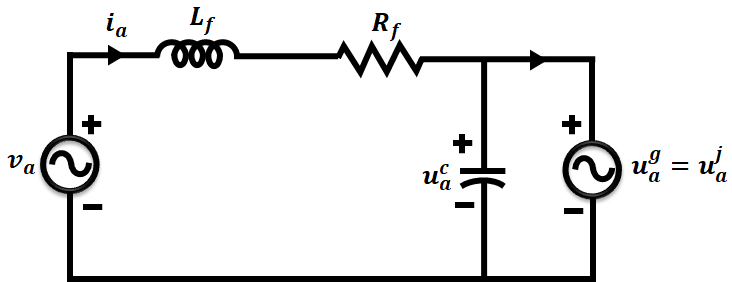 i_a
L_f
R_f
+
+
+
v_a
u_a^c
u_a^g = u_a^j
−
−
−